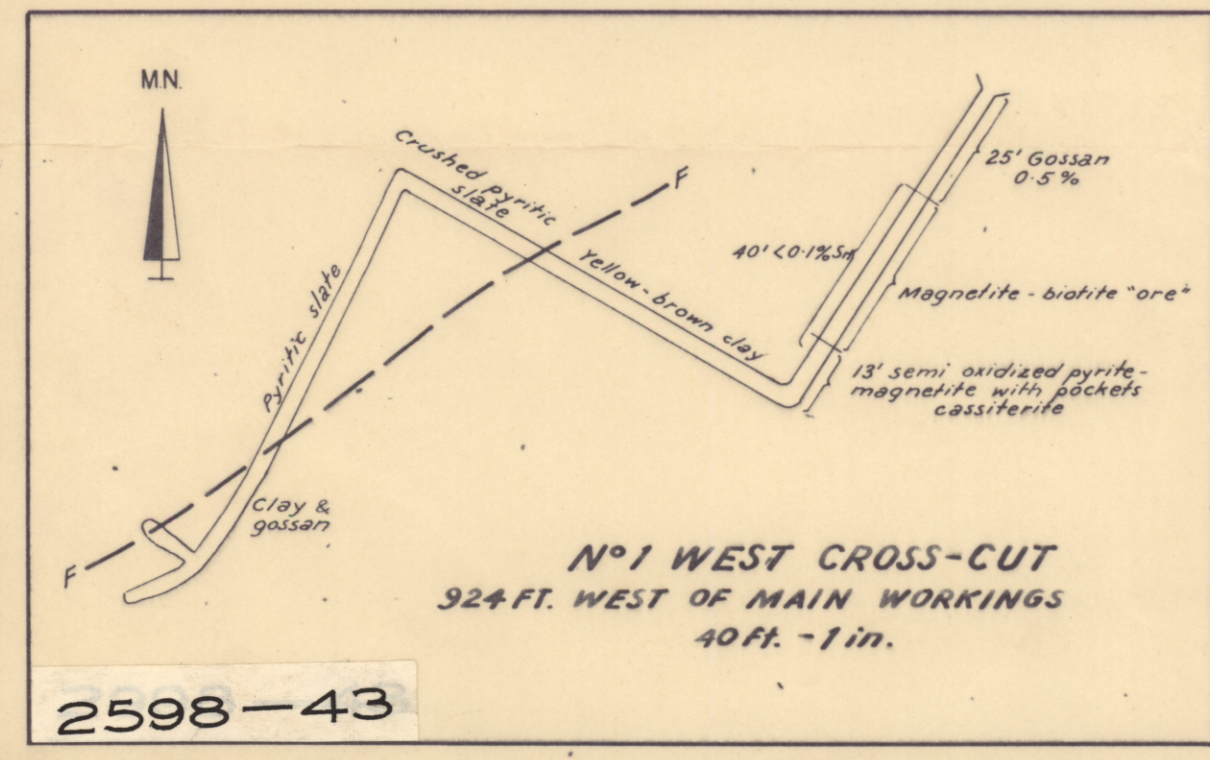 M.N.
Crushed pyritic
slate
F
25' Gossan
0·5 %
40' <0·1% Sn
Pyritic slate
Yellow-brown clay
Magnetite - biotite "ore"
13' semi oxidized pyrite-
magnetite with pockets
cassiterite
Clay &
gossan
F
Nº 1 WEST CROSS-CUT
924 FT. WEST OF MAIN WORKINGS
40 Ft. - 1 in.
2598-43